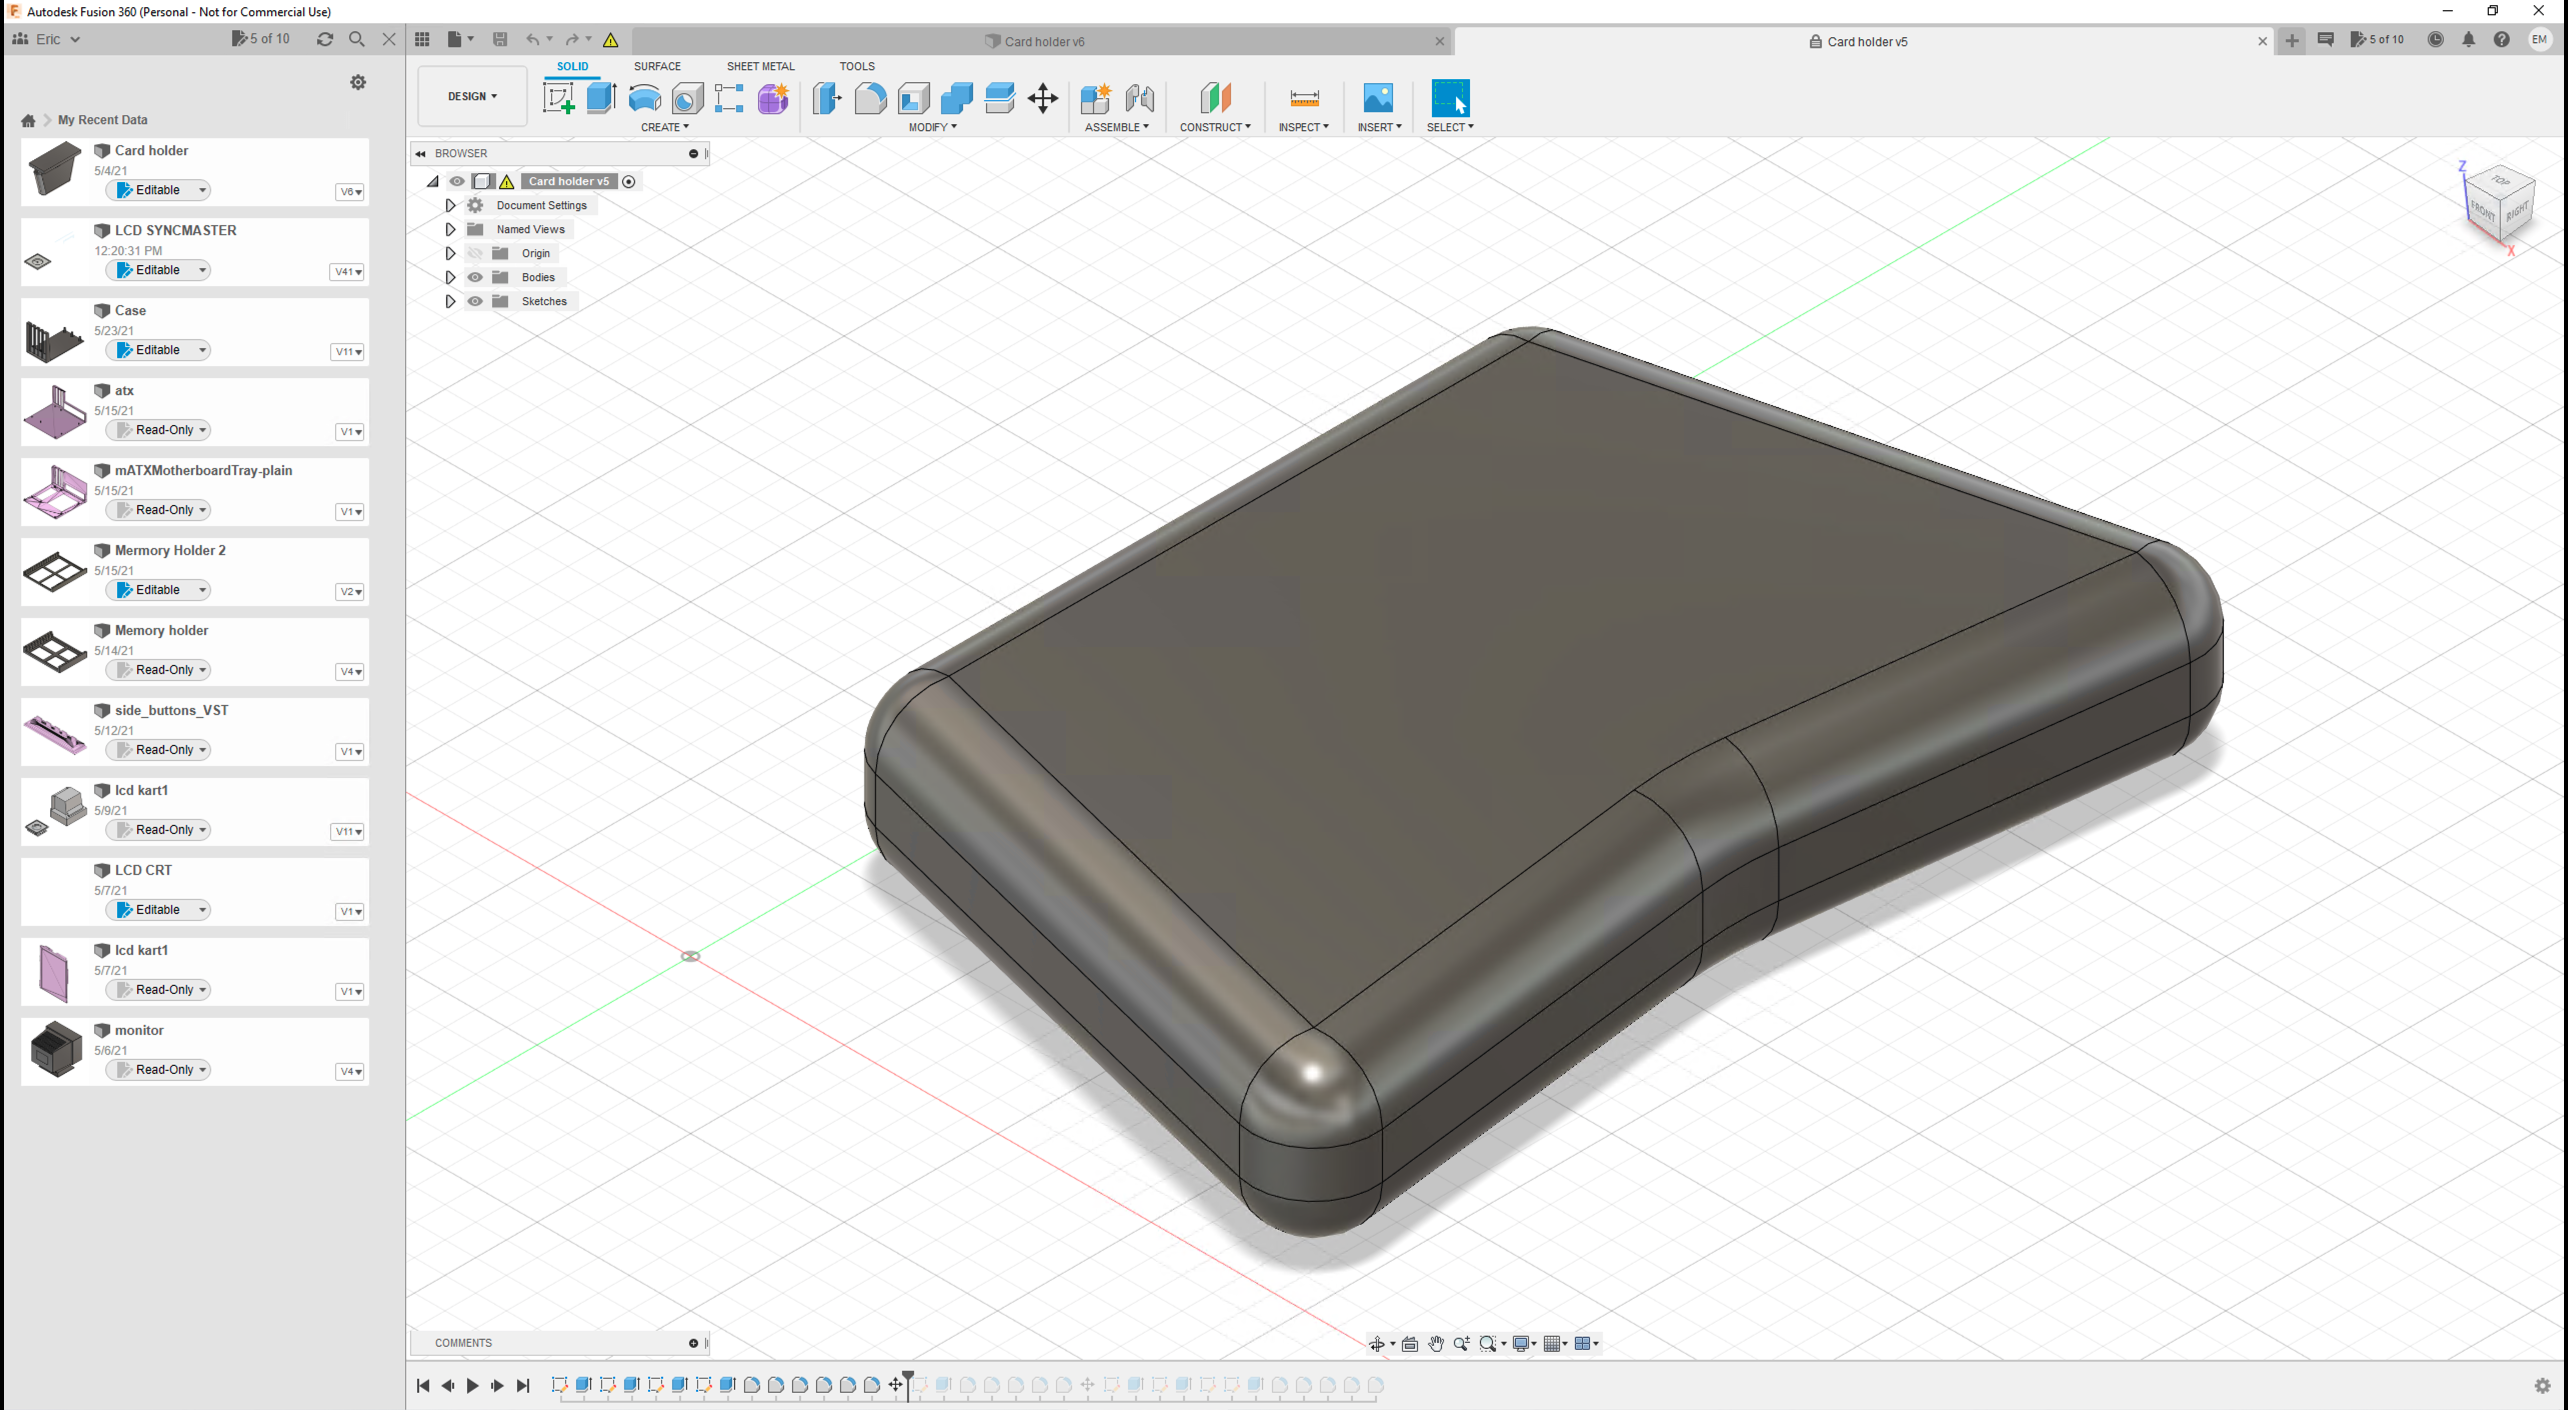 Autodesk Fusion 360 (Personal - Not for Commercial Use)
Eric
5 of 10
Card holder v6
Card holder v5
5 of 10
EM
DESIGN
SOLID
SURFACE
SHEET METAL
TOOLS
CREATE
MODIFY
ASSEMBLE
CONSTRUCT
INSPECT
INSERT
SELECT
My Recent Data
Card holder
5/4/21
Editable
V6
LCD SYNCMASTER
12:20:31 PM
Editable
V41
Case
5/23/21
Editable
V11
atx
5/15/21
Read-Only
V1
mATXMotherboardTray-plain
5/15/21
Read-Only
V1
Mermory Holder 2
5/15/21
Editable
V2
Memory holder
5/14/21
Read-Only
V4
side_buttons_VST
5/12/21
Read-Only
V1
lcd kart1
5/9/21
Read-Only
V11
LCD CRT
5/7/21
Editable
V1
lcd kart1
5/7/21
Read-Only
V1
monitor
5/6/21
Read-Only
V4
BROWSER
Card holder v5
Document Settings
Named Views
Origin
Bodies
Sketches
Z
TOP
FRONT
RIGHT
X
COMMENTS